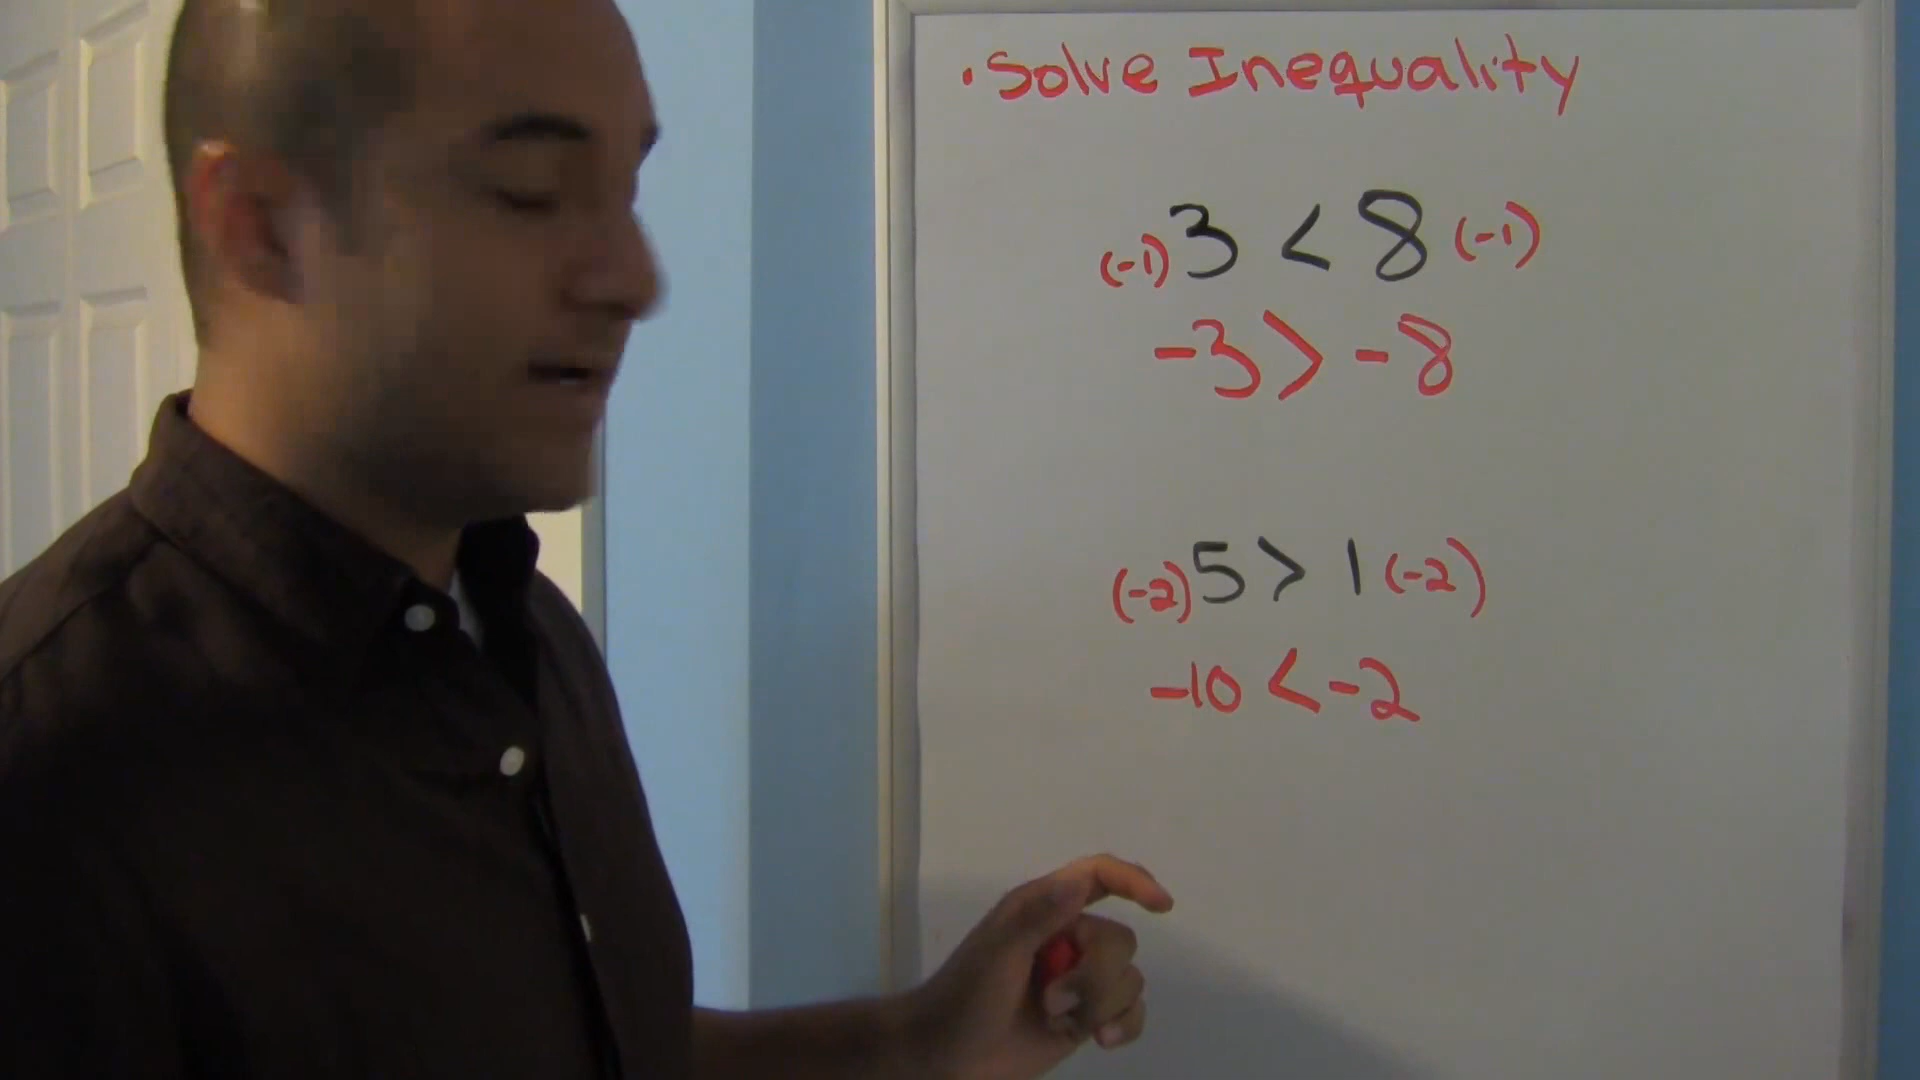 • Solve Inequality
(-1) 3 < 8 (-1)
-3 > -8
(-2) 5 > 1 (-2)
-10 < -2